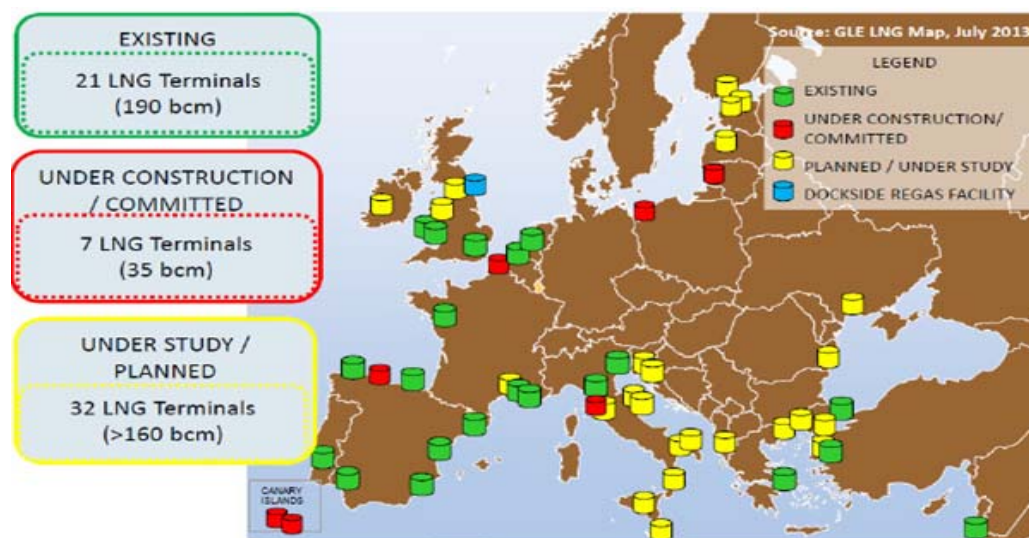 EXISTING
21 LNG Terminals
(190 bcm)
UNDER CONSTRUCTION
/ COMMITTED
7 LNG Terminals
(35 bcm)
UNDER STUDY /
PLANNED
32 LNG Terminals
(>160 bcm)
Source: GLE LNG Map, July 2013
LEGEND
EXISTING
UNDER CONSTRUCTION/
COMMITTED
PLANNED / UNDER STUDY
DOCKSIDE REGAS FACILITY
CANARY
ISLANDS